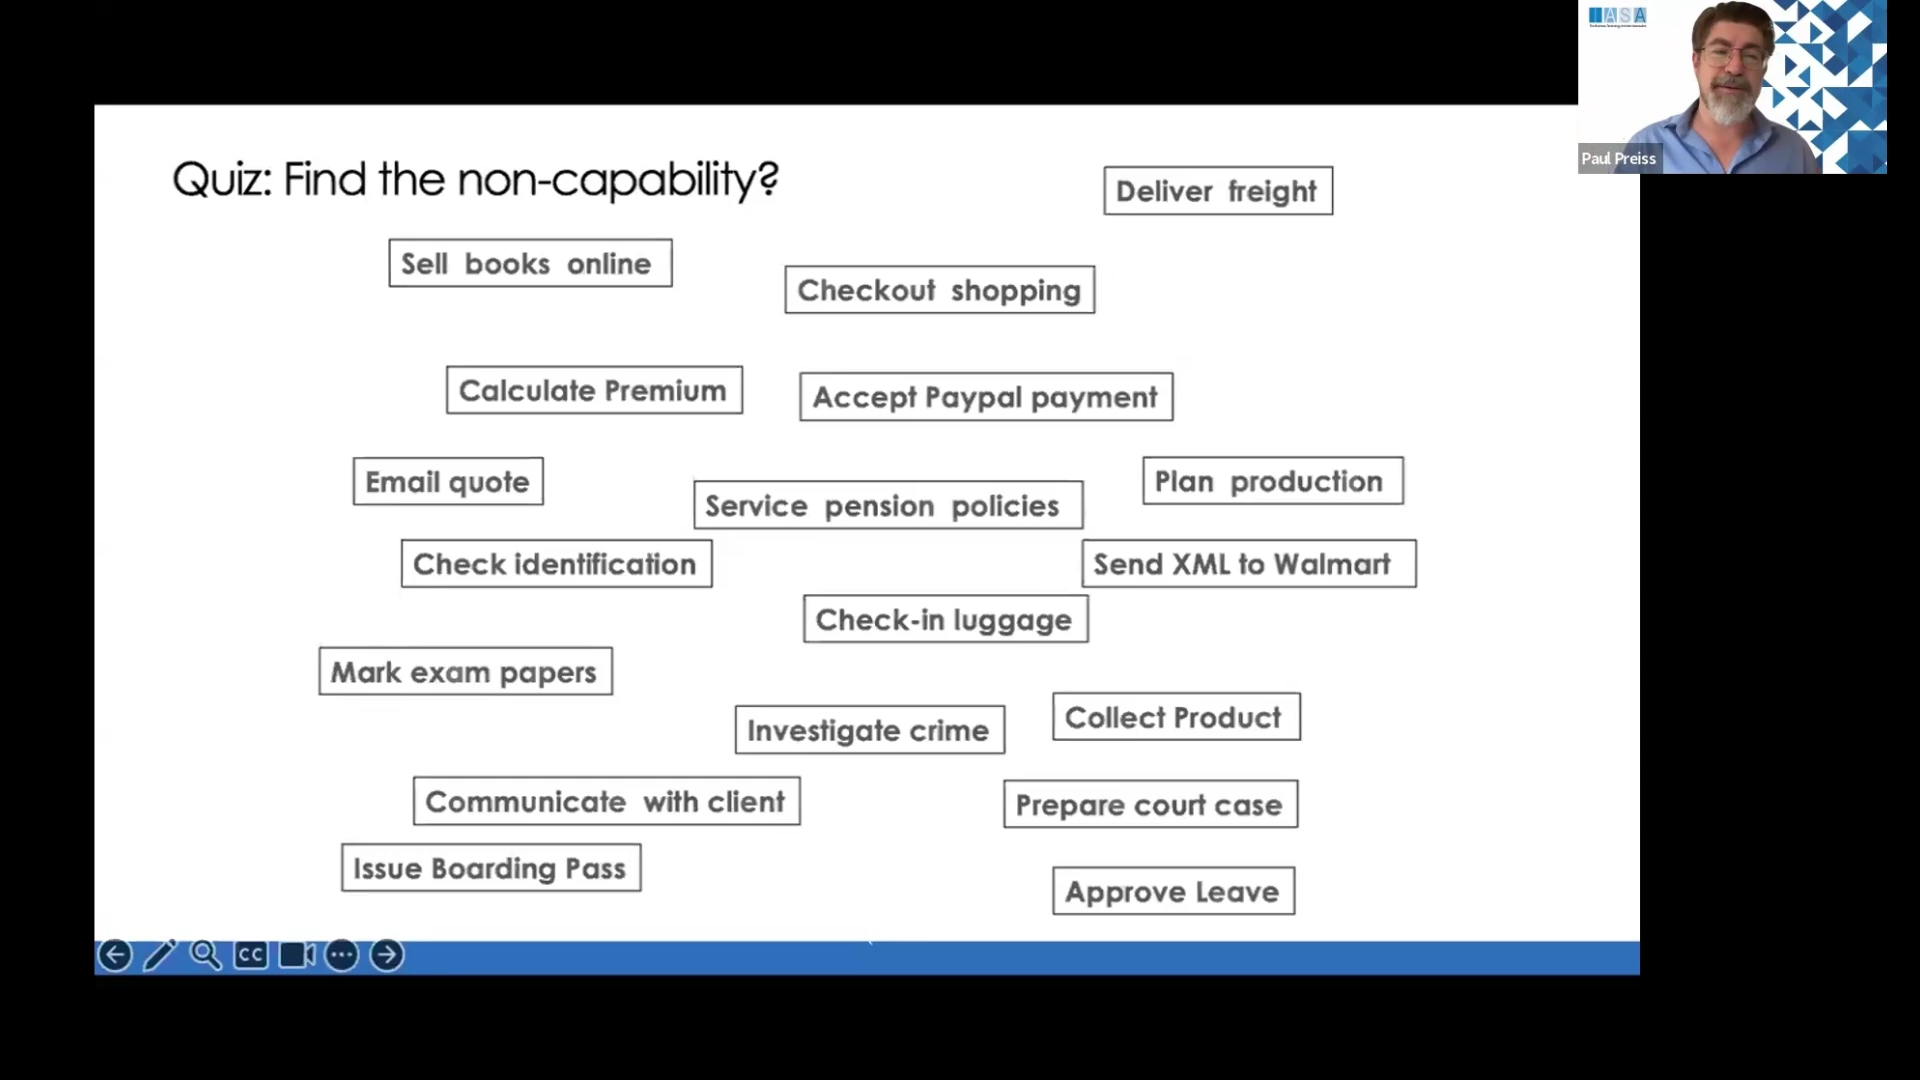 IASA
Paul Preiss
Quiz: Find the non-capability?
Deliver freight
Sell books online
Checkout shopping
Calculate Premium
Accept Paypal payment
Email quote
Service pension policies
Plan production
Check identification
Send XML to Walmart
Check-in luggage
Mark exam papers
Investigate crime
Collect Product
Communicate with client
Prepare court case
Issue Boarding Pass
Approve Leave
CC